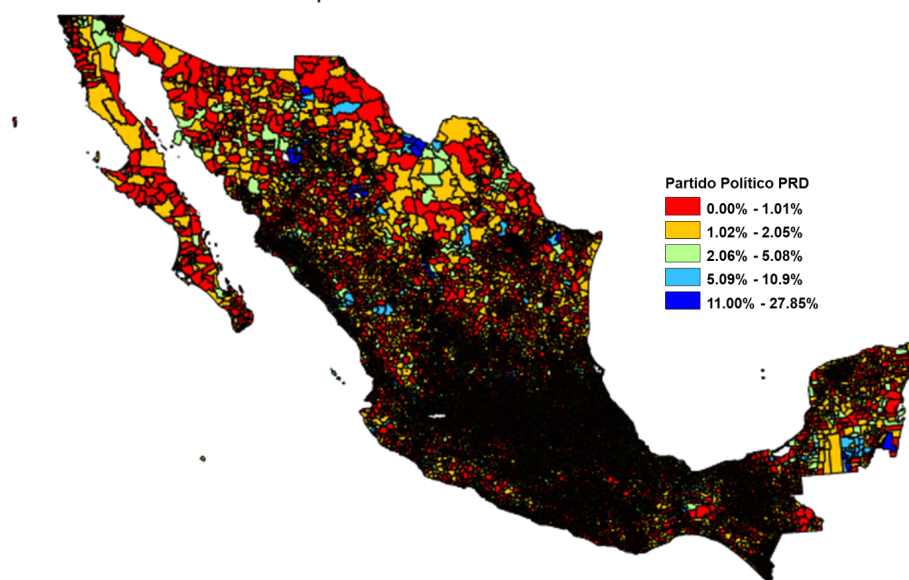 Partido Político PRD
0.00% - 1.01%
1.02% - 2.05%
2.06% - 5.08%
5.09% - 10.9%
11.00% - 27.85%